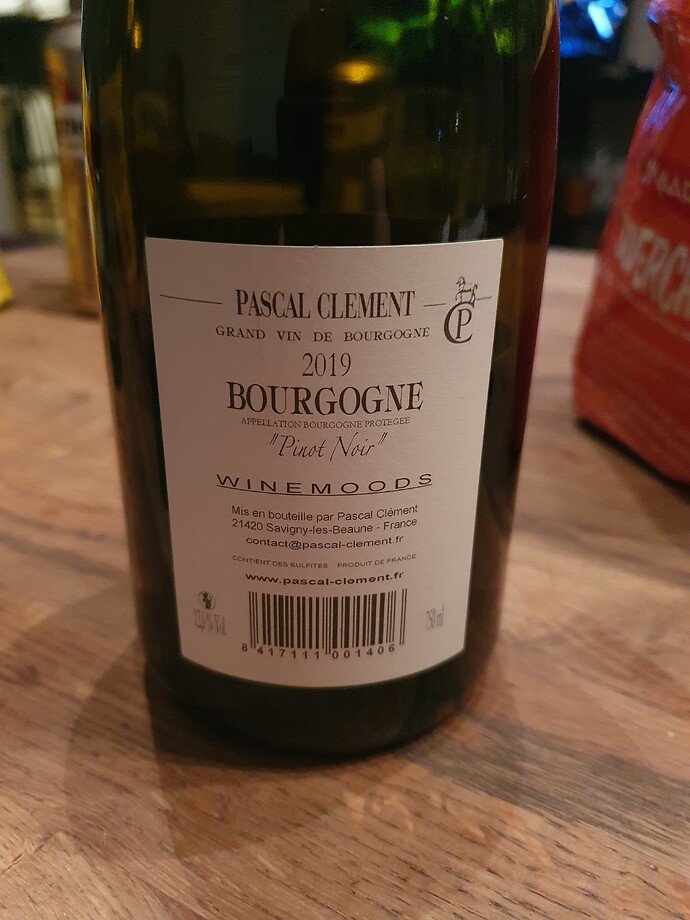 PASCAL CLEMENT
CP
GRAND VIN DE BOURGOGNE
2019
BOURGOGNE
APPELLATION BOURGOGNE PROTEGEE
"Pinot Noir"
WINEMOODS
Mis en bouteille par Pascal Clément
21420 Savigny-les-Beaune - France
contact@pascal-clement.fr
CONTIENT DES SULFITES PRODUIT DE FRANCE
www.pascal-clement.fr
750 ml
8 417111 001406